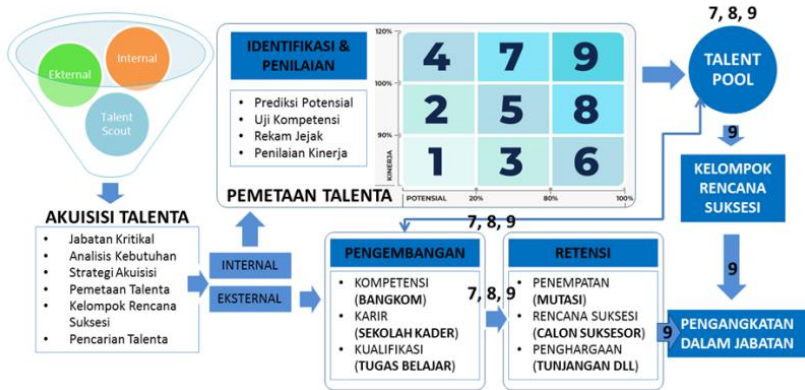 Ekternal
Internal
Talent
Scout
AKUISISI TALENTA
• Jabatan Kritikal
• Analisis Kebutuhan
• Strategi Akuisisi
• Pemetaan Talenta
• Kelompok Rencana
Suksesi
• Pencarian Talenta
INTERNAL
EKSTERNAL
IDENTIFIKASI &
PENILAIAN
• Prediksi Potensial
• Uji Kompetensi
• Rekam Jejak
• Penilaian Kinerja
PEMETAAN TALENTA
120%
100%
90%
KINERJA
4 7 9
2 5 8
1 3 6
POTENSIAL 20% 80% 100%
7, 8, 9
TALENT
POOL
9
KELOMPOK
RENCANA
SUKSESI
9
PENGANGKATAN
DALAM JABATAN
7, 8, 9
PENGEMBANGAN
• KOMPETENSI
(BANGKOM)
• KARIR
(SEKOLAH KADER)
• KUALIFIKASI
(TUGAS BELAJAR)
7, 8, 9
RETENSI
• PENEMPATAN
(MUTASI)
• RENCANA SUKSESI
(CALON SUKSESOR)
• PENGHARGAAN
(TUNJANGAN DLL)
9